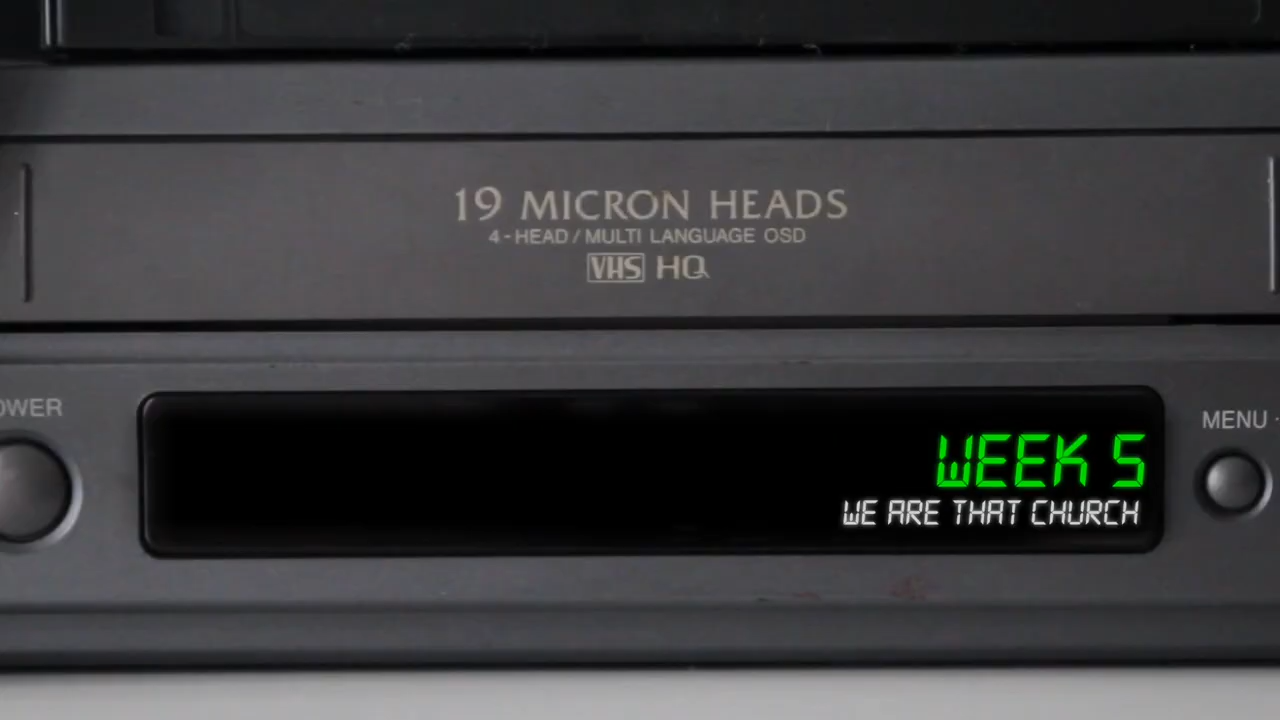 19 MICRON HEADS
4-HEAD/MULTI LANGUAGE OSD
VHS HQ
OWER
MENU
WEEK 5
WE ARE THAT CHURCH